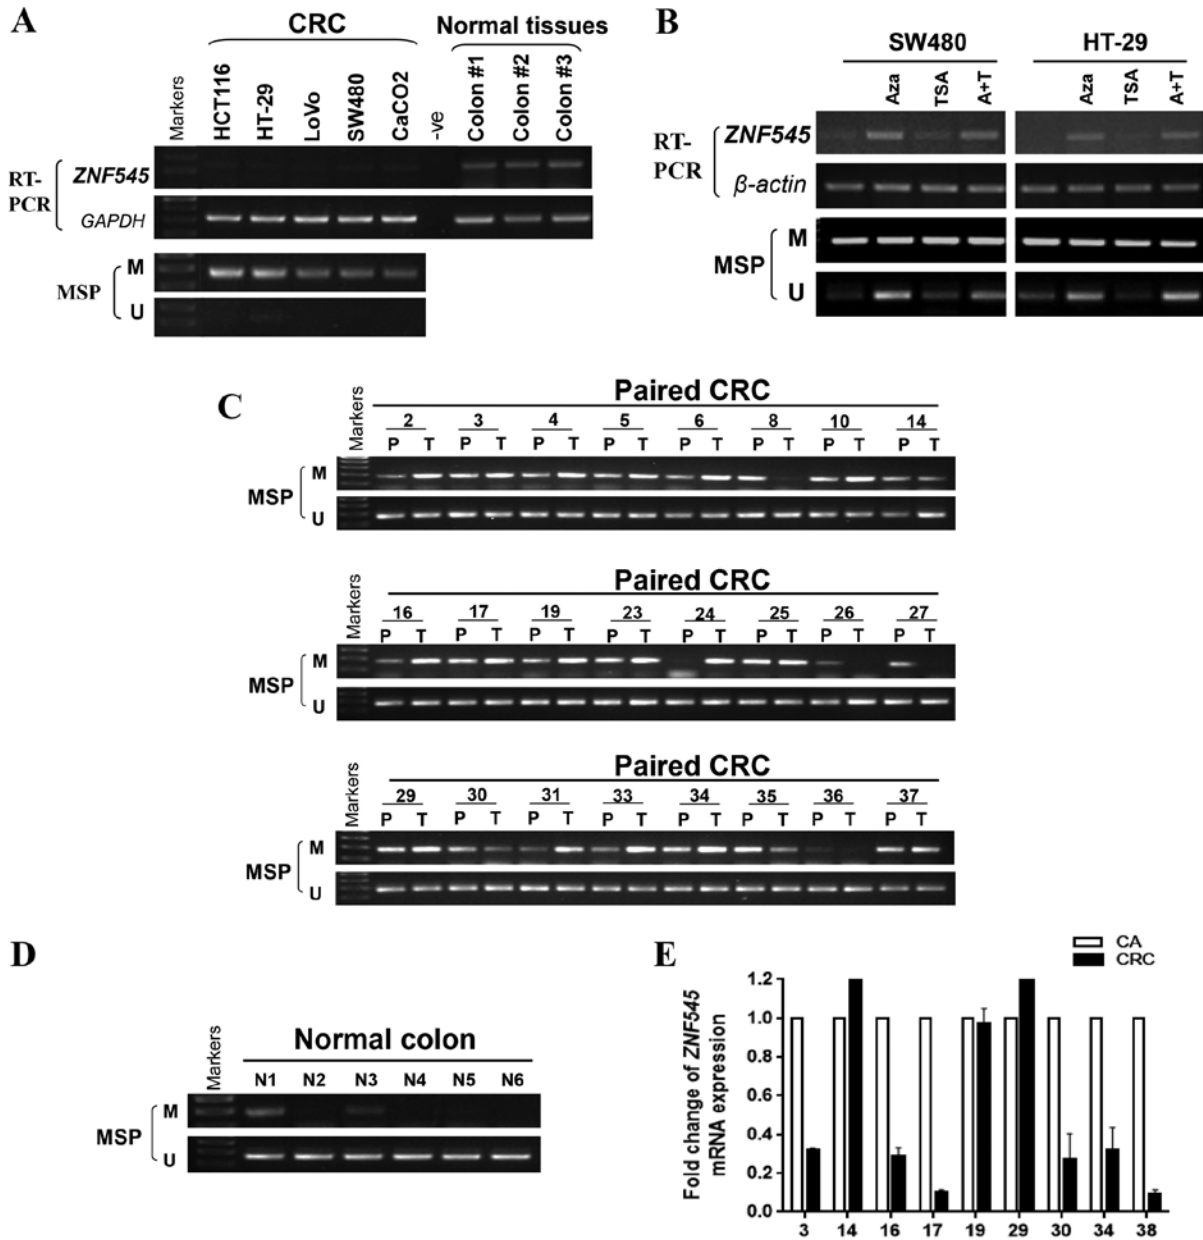 A
CRC
Normal tissues
Markers
HCT116
HT-29
LoVo
SW480
CaCO2
-ve
Colon #1
Colon #2
Colon #3
RT-
PCR
ZNF545
GAPDH
MSP
M
U
B
SW480
HT-29
Aza
TSA
A+T
Aza
TSA
A+T
RT-
PCR
ZNF545
β-actin
MSP
M
U
C
Paired CRC
Markers
2 3 4 5 6 8 10 14
P T P T P T P T P T P T P T P T
MSP
M
U
Paired CRC
Markers
16 17 19 23 24 25 26 27
P T P T P T P T P T P T P T P T
MSP
M
U
Paired CRC
Markers
29 30 31 33 34 35 36 37
P T P T P T P T P T P T P T P T
MSP
M
U
D
Normal colon
Markers
N1 N2 N3 N4 N5 N6
MSP
M
U
E
CA
CRC
Fold change of ZNF545
mRNA expression
1.2
1.0
0.8
0.6
0.4
0.2
0.0
3 14 16 17 19 29 30 34 38